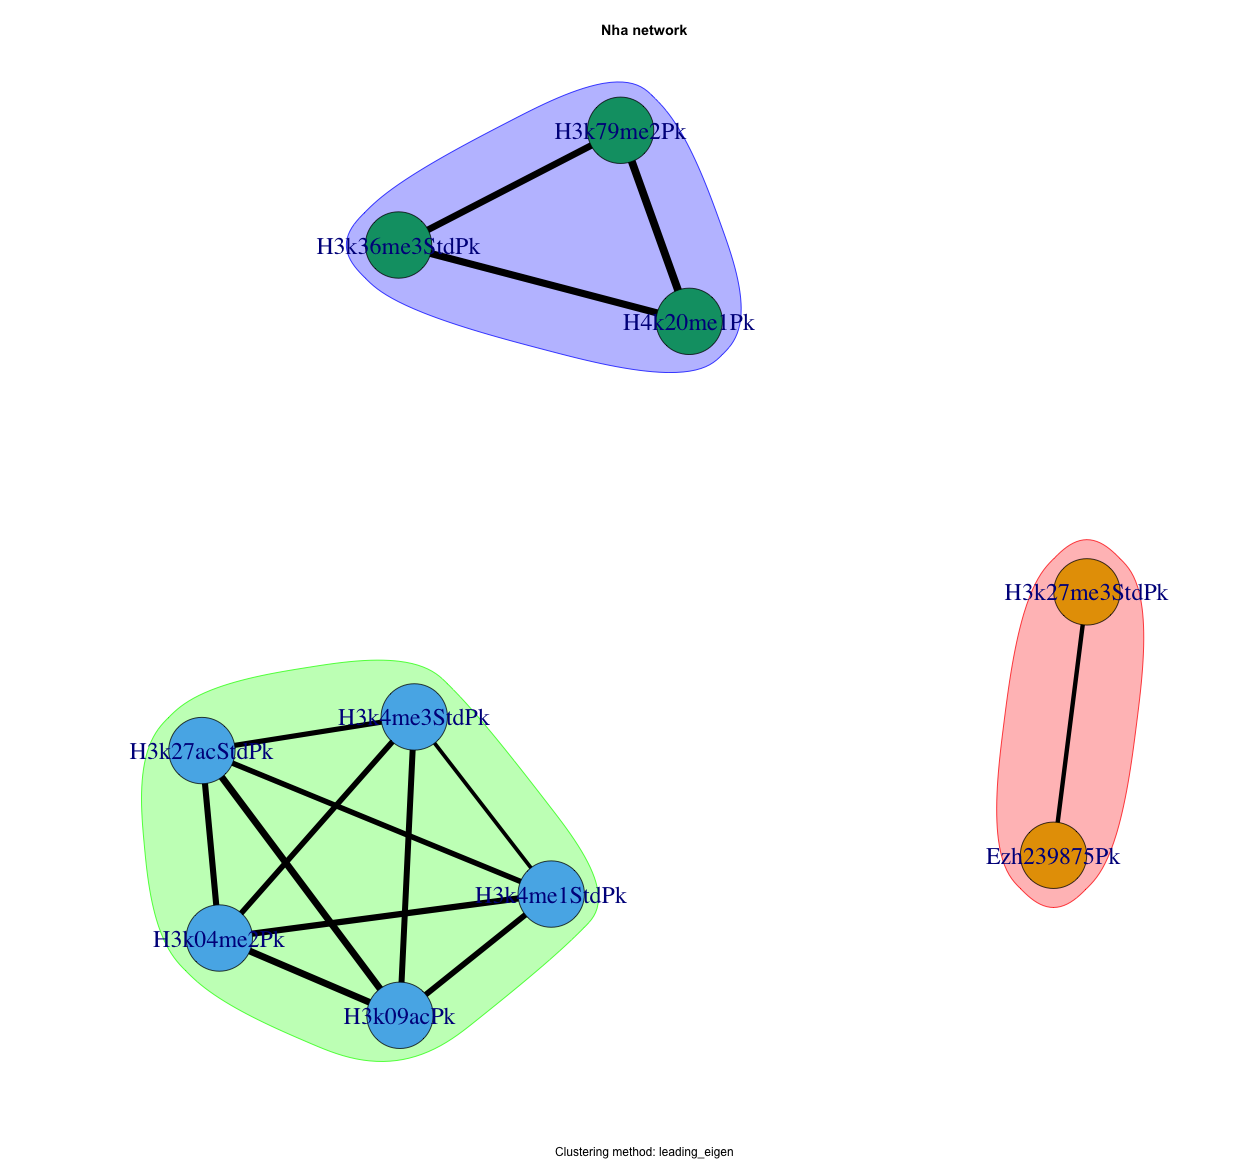 Nha network
H3k79me2Pk
H3k36me3StdPk
H4k20me1Pk
H3k27me3StdPk
H3k4me3StdPk
H3k27acStdPk
Ezh239875Pk
H3k4me1StdPk
H3k04me2Pk
H3k09acPk
Clustering method: leading_eigen